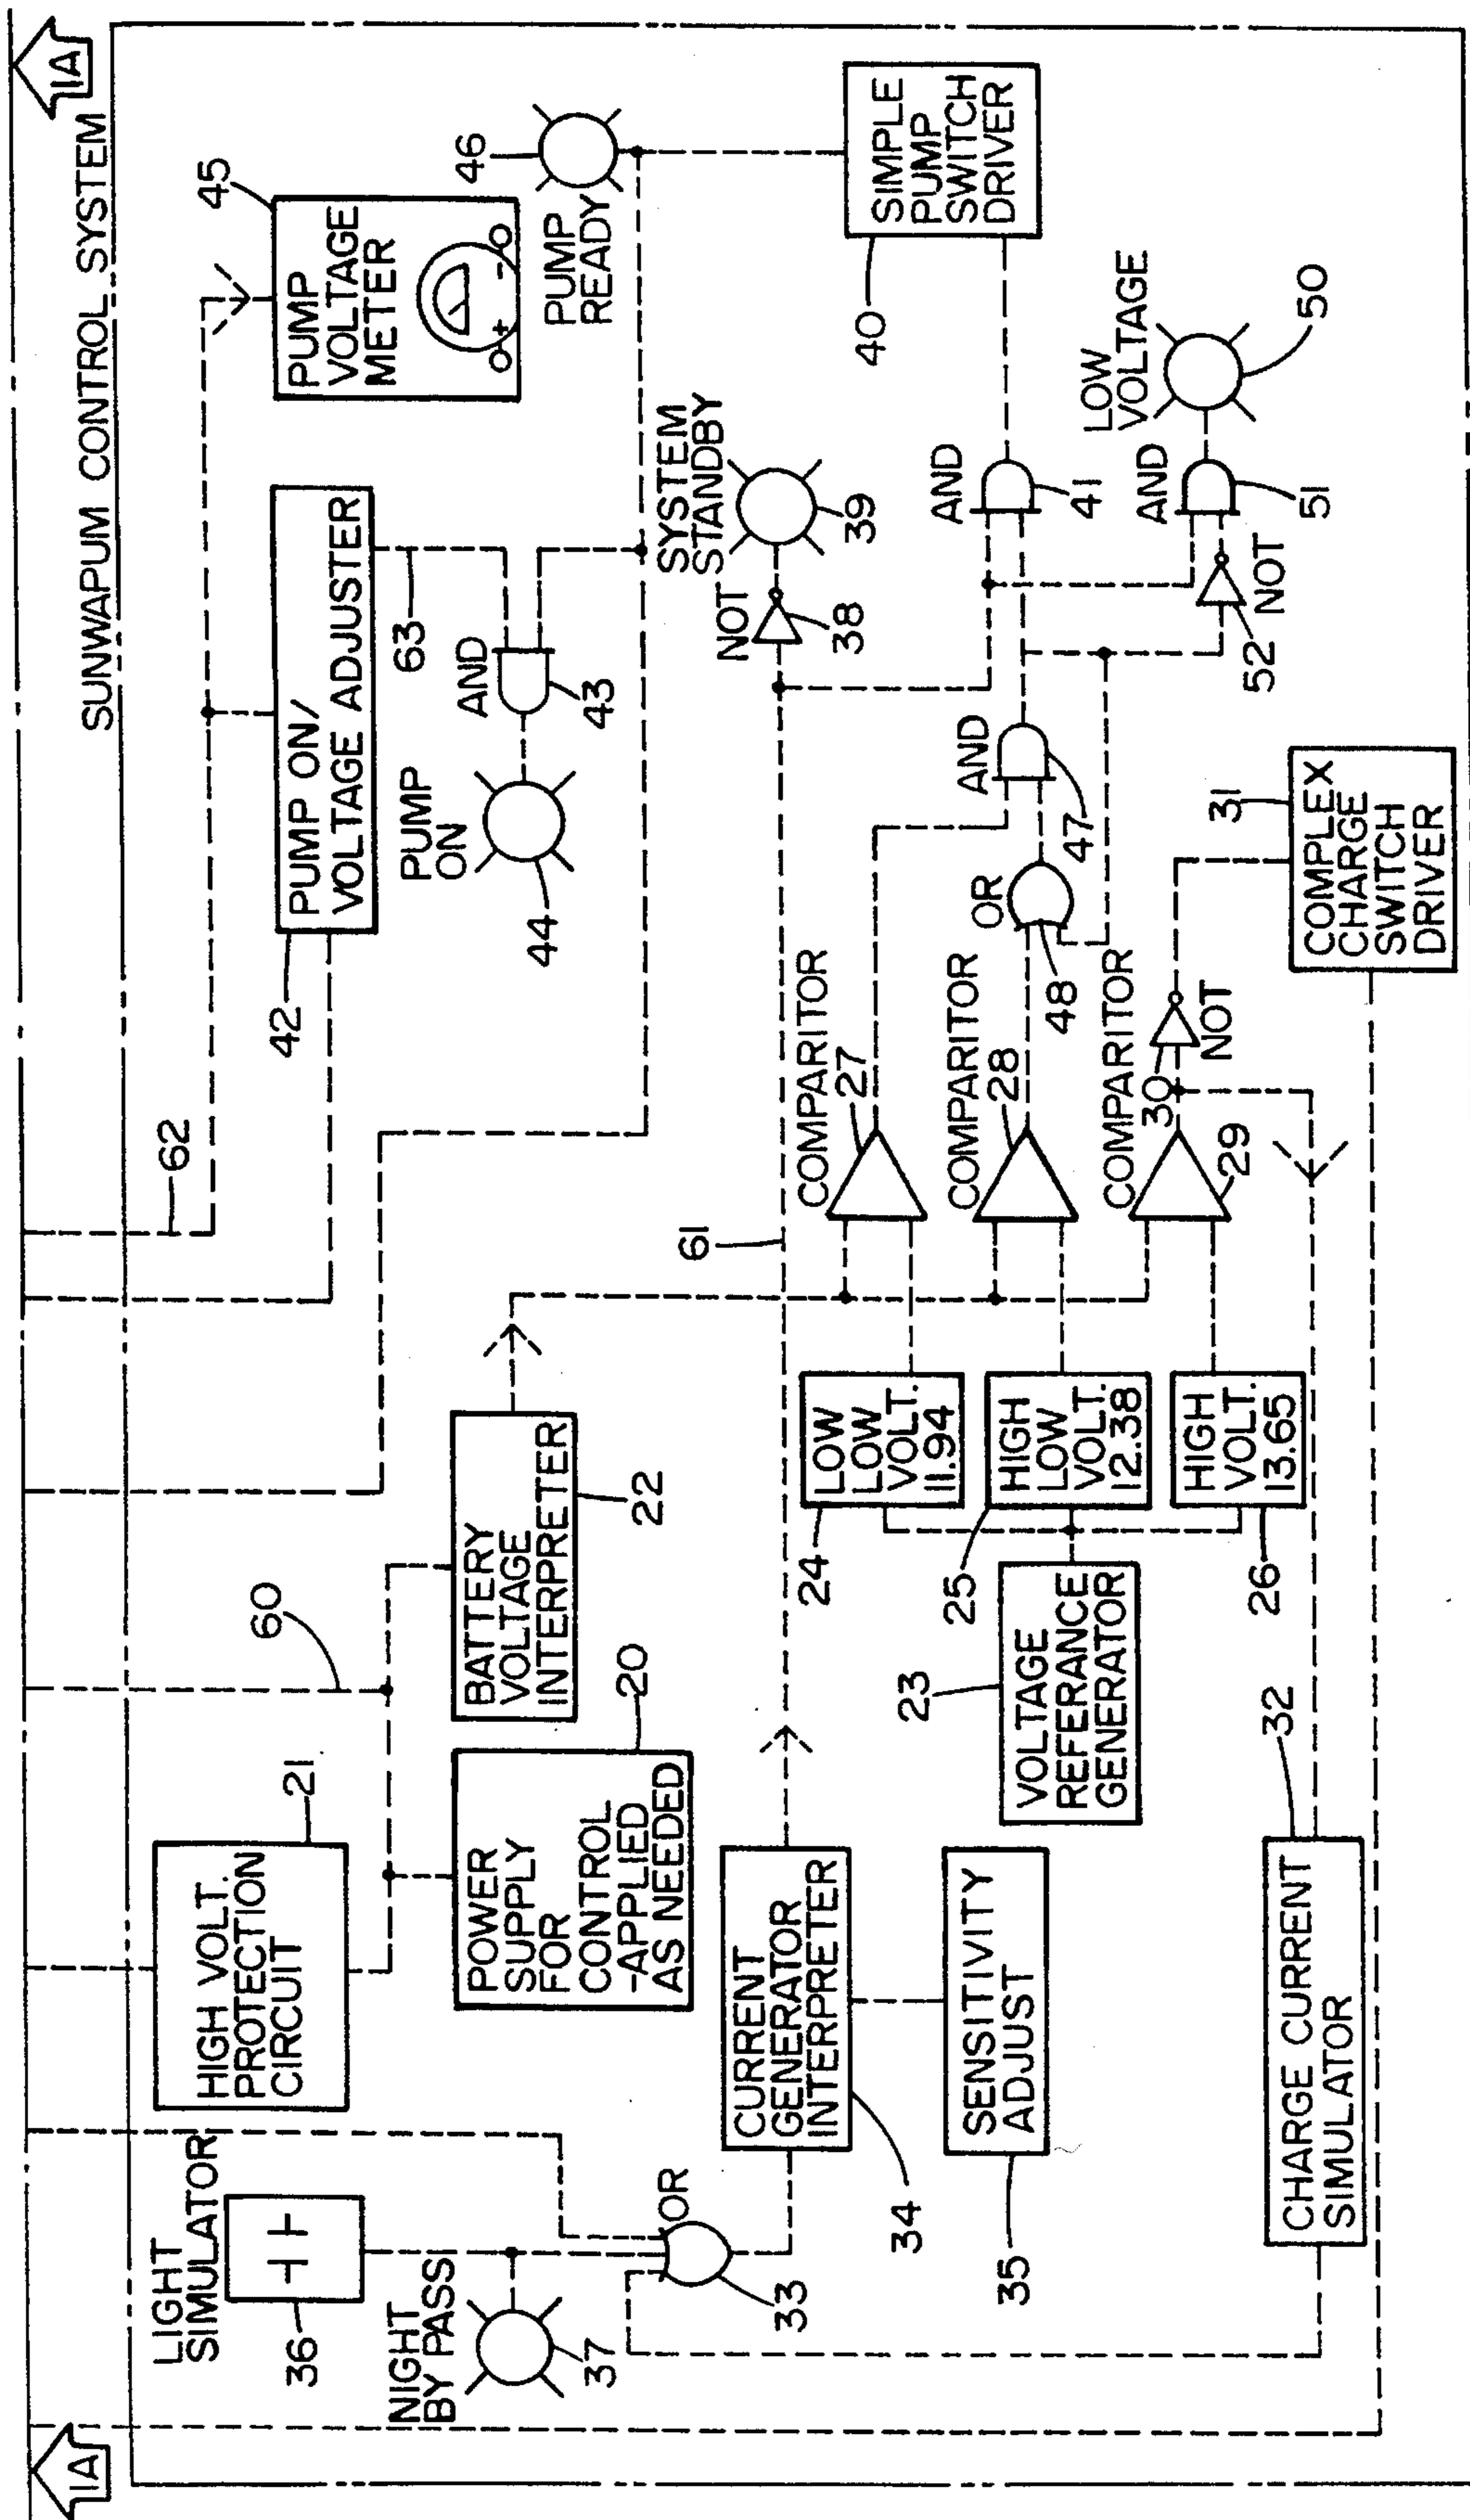 IA
SUNWAPUM CONTROL SYSTEM
IA
LIGHT
SIMULATOR
36
NIGHT
BY PASS
37
OR
33
HIGH VOLT.
PROTECTION
CIRCUIT
21
60
62
POWER
SUPPLY
FOR
CONTROL
-APPLIED
AS NEEDED
20
BATTERY
VOLTAGE
INTERPRETER
22
42
PUMP ON/
VOLTAGE ADJUSTER
63
PUMP
ON
44
AND
43
45
PUMP
VOLTAGE
METER
+
-
46
PUMP
READY
CURRENT
GENERATOR
INTERPRETER
34
SENSITIVITY
ADJUST
35
61
NOT
38
SYSTEM
STANDBY
39
23
VOLTAGE
REFERANCE
GENERATOR
24
LOW
LOW
VOLT.
11.94
25
HIGH
LOW
VOLT.
12.38
26
HIGH
VOLT.
13.65
COMPARITOR
27
COMPARITOR
28
COMPARITOR
29
30
NOT
OR
48
AND
47
AND
41
40
SIMPLE
PUMP
SWITCH
DRIVER
52
NOT
AND
51
LOW
VOLTAGE
50
31
COMPLEX
CHARGE
SWITCH
DRIVER
32
CHARGE CURRENT
SIMULATOR